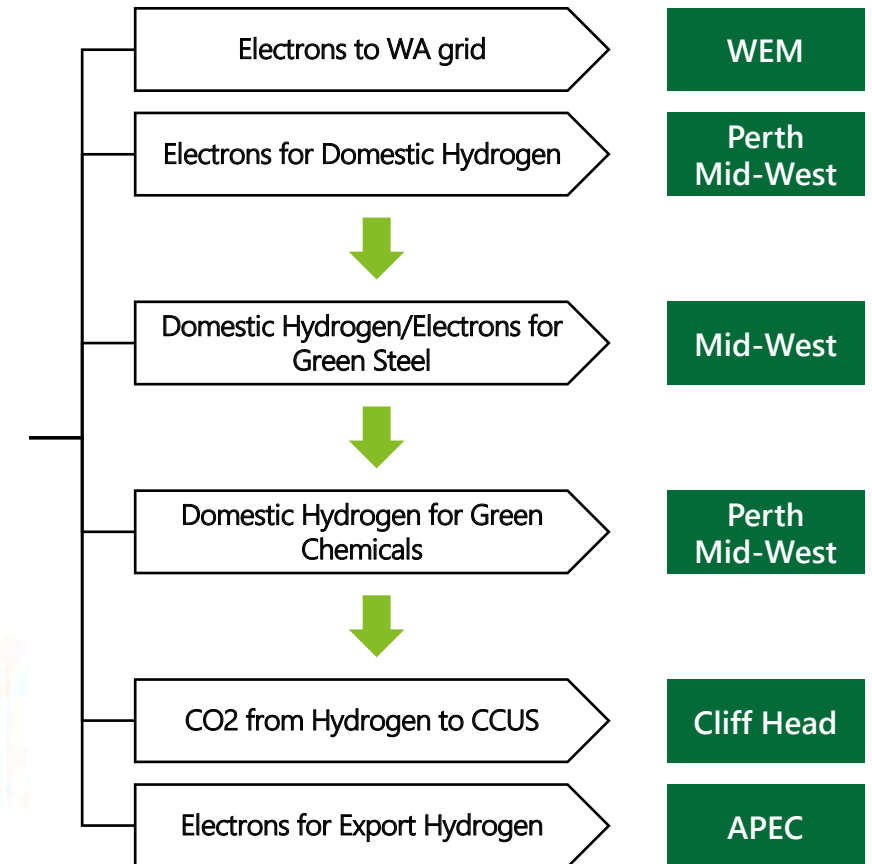 Electrons to WA grid
WEM
Electrons for Domestic Hydrogen
Perth
Mid-West
Domestic Hydrogen/Electrons for
Green Steel
Mid-West
Domestic Hydrogen for Green
Chemicals
Perth
Mid-West
CO2 from Hydrogen to CCUS
Cliff Head
Electrons for Export Hydrogen
APEC